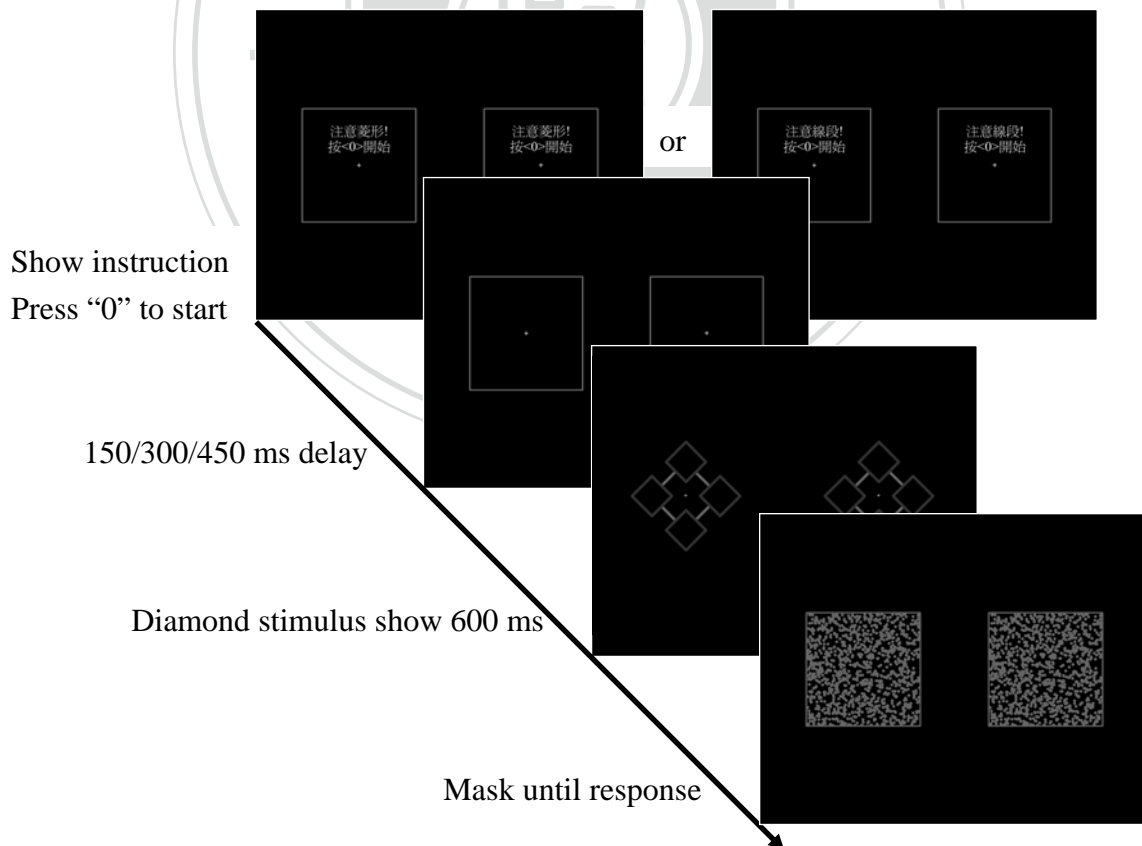 注意菱形!
按<0>開始
注意菱形!
按<0>開始
or
注意線段!
按<0>開始
注意線段!
按<0>開始
Show instruction
Press “0” to start
150/300/450 ms delay
Diamond stimulus show 600 ms
Mask until response